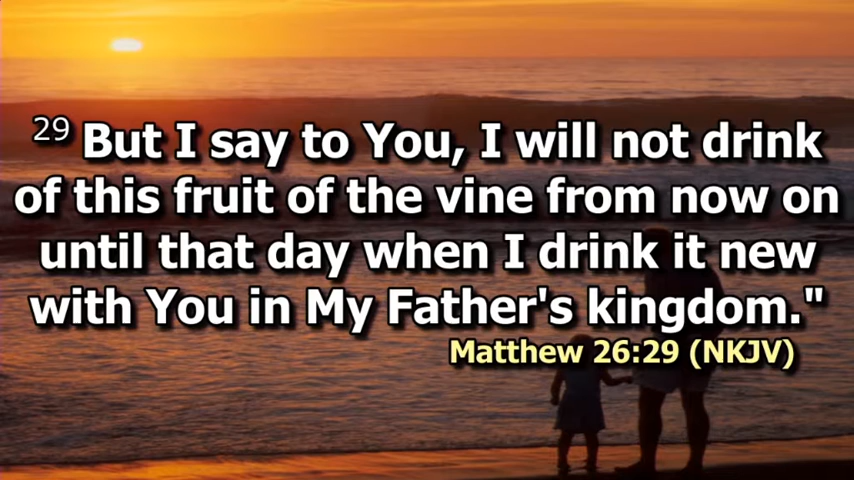 29 But I say to You, I will not drink
of this fruit of the vine from now on
until that day when I drink it new
with You in My Father's kingdom."
Matthew 26:29 (NKJV)